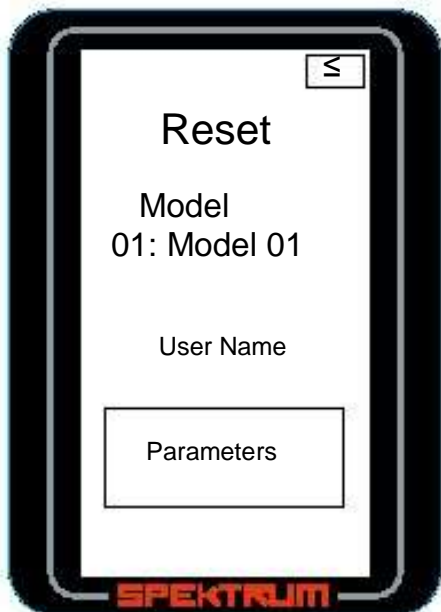 ≤
Reset
Model
01: Model 01
User Name
Parameters
SPEKTRUM